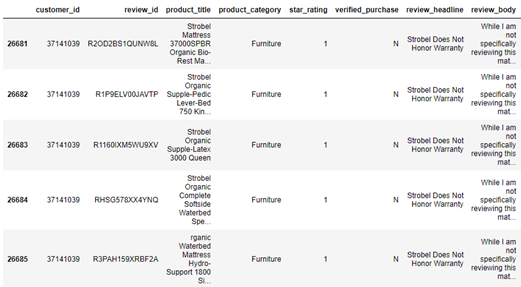 customer_id review_id product_title product_category star_rating verified_purchase review_headline review_body
Strobel While I am
Mattress not
26681 37141039 R2OD2BS1QUNW8L 37000SPBR Furniture 1 N Strobel Does Not specifically
Organic Bio- Honor Warranty reviewing this
Rest Ma... mat...
Strobel While I am
Organic not
26682 37141039 R1P9ELV00JAVTP Supple-Pedic Furniture 1 N Strobel Does Not specifically
Lever-Bed Honor Warranty reviewing this
750 Kin... mat...
Strobel While I am
Organic not
26683 37141039 R1160IXM5WU9XV Supple-Latex Furniture 1 N Strobel Does Not specifically
3000 Queen Honor Warranty reviewing this
mat...
Strobel While I am
Organic not
26684 37141039 RHSG578XX4YNQ Complete Furniture 1 N Strobel Does Not specifically
Softside Honor Warranty reviewing this
Waterbed mat...
Spe...
rganic While I am
Waterbed not
26685 37141039 R3PAH159XRBF2A Mattress Furniture 1 N Strobel Does Not specifically
Hydro- Honor Warranty reviewing this
Support 1800 mat...
Si...